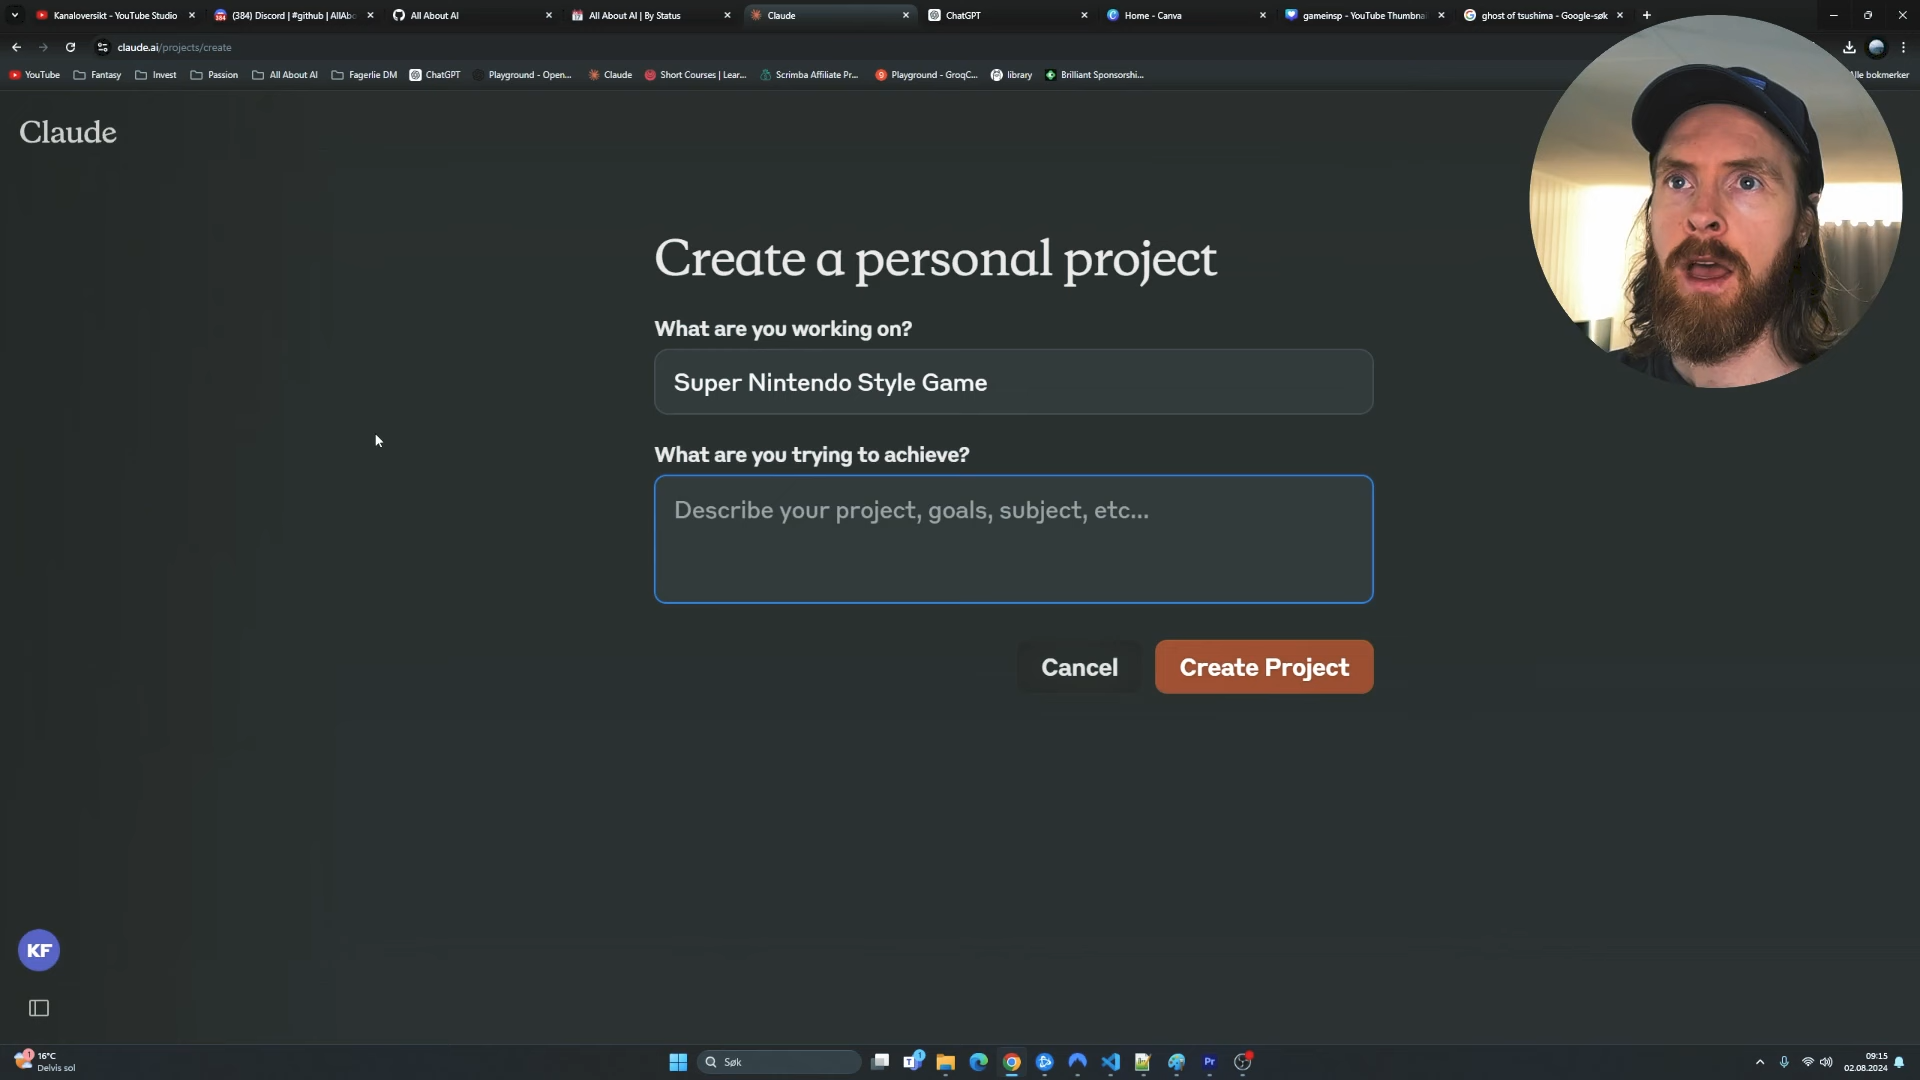 Kanaloversikt - YouTube Studio
(384) Discord | #github | AllAbo
All About AI
All About AI | By Status
Claude
ChatGPT
Home - Canva
gameinsp - YouTube Thumbna
ghost of tsushima - Google-søk
claude.ai/projects/create
YouTube
Fantasy
Invest
Passion
All About AI
Fagerlie DM
ChatGPT
Playground - Open...
Claude
Short Courses | Lear...
Scrimba Affiliate Pr...
Playground - GroqC...
library
Brilliant Sponsorshi...
Alle bokmerker
Claude
Create a personal project
What are you working on?
Super Nintendo Style Game
What are you trying to achieve?
Describe your project, goals, subject, etc...
Cancel
Create Project
KF
16°C
Delvis sol
Søk
Pr
09:15
02.08.2024